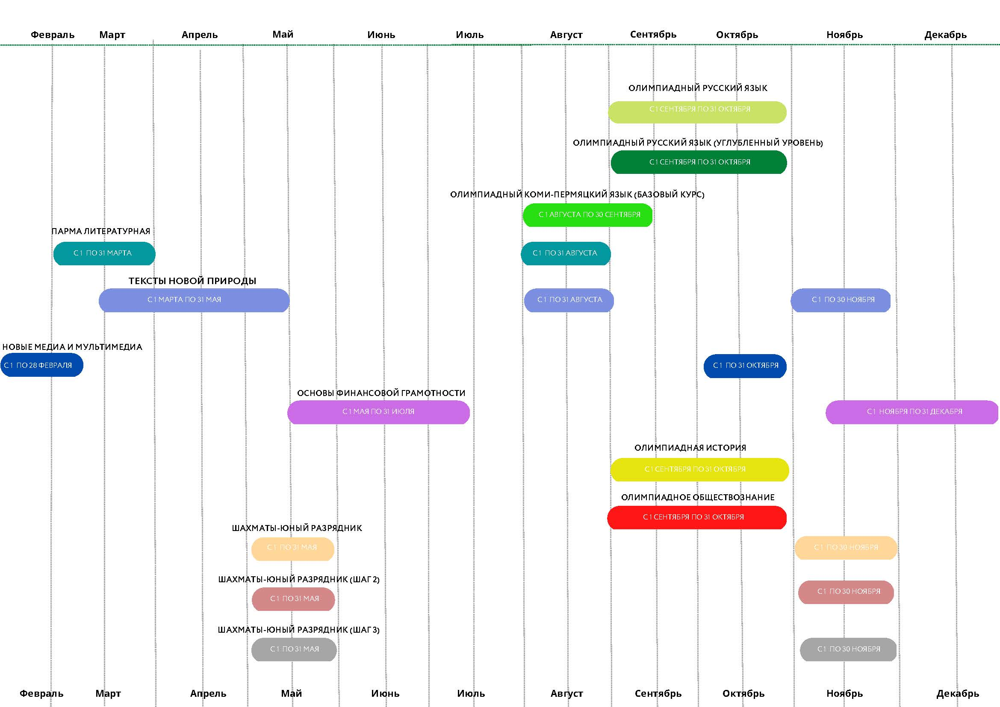 Февраль Март Апрель Май Июнь Июль Август Сентябрь Октябрь Ноябрь Декабрь
ОЛИМПИАДНЫЙ РУССКИЙ ЯЗЫК
С 1 СЕНТЯБРЯ ПО 31 ОКТЯБРЯ
ОЛИМПИАДНЫЙ РУССКИЙ ЯЗЫК (УГЛУБЛЕННЫЙ УРОВЕНЬ)
С 1 СЕНТЯБРЯ ПО 31 ОКТЯБРЯ
ОЛИМПИАДНЫЙ КОМИ-ПЕРМЯЦКИЙ ЯЗЫК (БАЗОВЫЙ КУРС)
С 1 АВГУСТА ПО 30 СЕНТЯБРЯ
ПАРМА ЛИТЕРАТУРНАЯ
С 1 ПО 31 МАРТА С 1 ПО 31 АВГУСТА
ТЕКСТЫ НОВОЙ ПРИРОДЫ
С 1 МАРТА ПО 31 МАЯ С 1 ПО 31 АВГУСТА С 1 ПО 30 НОЯБРЯ
НОВЫЕ МЕДИА И МУЛЬТИМЕДИА
С 1 ПО 28 ФЕВРАЛЯ С 1 ПО 31 ОКТЯБРЯ
ОСНОВЫ ФИНАНСОВОЙ ГРАМОТНОСТИ
С 1 МАЯ ПО 31 ИЮЛЯ С 1 НОЯБРЯ ПО 31 ДЕКАБРЯ
ОЛИМПИАДНАЯ ИСТОРИЯ
С 1 СЕНТЯБРЯ ПО 31 ОКТЯБРЯ
ОЛИМПИАДНОЕ ОБЩЕСТВОЗНАНИЕ
С 1 СЕНТЯБРЯ ПО 31 ОКТЯБРЯ
ШАХМАТЫ-ЮНЫЙ РАЗРЯДНИК
С 1 ПО 31 МАЯ С 1 ПО 30 НОЯБРЯ
ШАХМАТЫ-ЮНЫЙ РАЗРЯДНИК (ШАГ 2)
С 1 ПО 31 МАЯ С 1 ПО 30 НОЯБРЯ
ШАХМАТЫ-ЮНЫЙ РАЗРЯДНИК (ШАГ 3)
С 1 ПО 31 МАЯ С 1 ПО 30 НОЯБРЯ
Февраль Март Апрель Май Июнь Июль Август Сентябрь Октябрь Ноябрь Декабрь